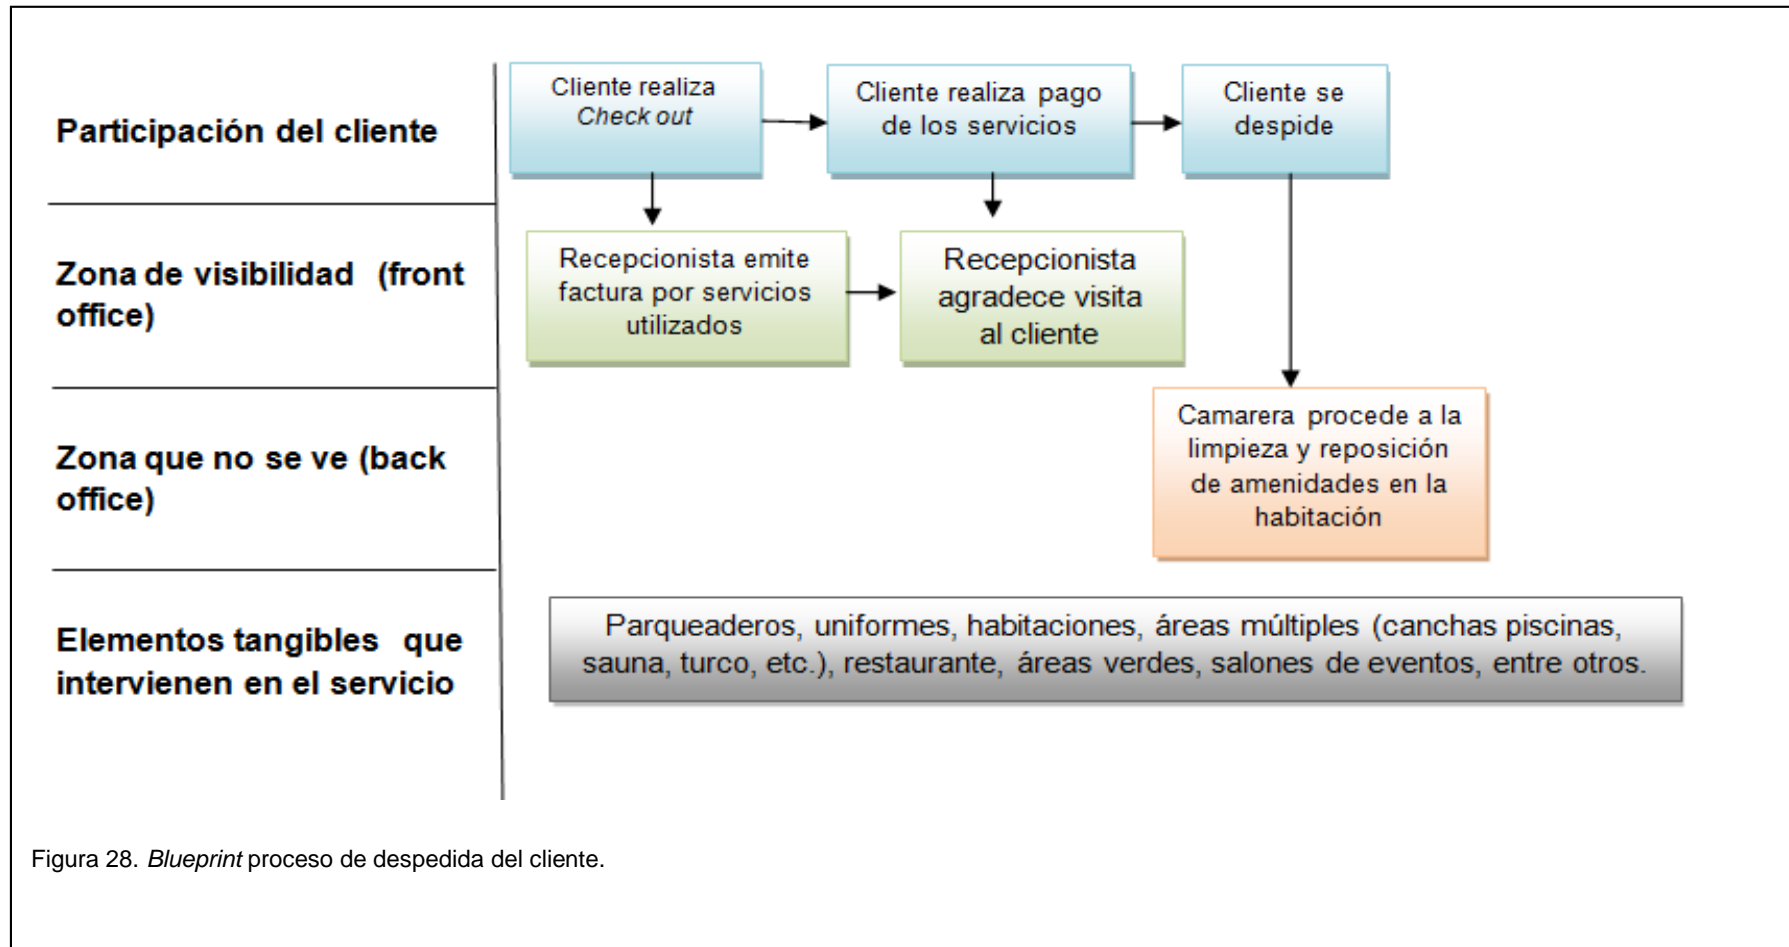 Participación del cliente
Cliente realiza
Check out
Cliente realiza pago
de los servicios
Cliente se
despide
Zona de visibilidad (front
office)
Recepcionista emite
factura por servicios
utilizados
Recepcionista
agradece visita
al cliente
Zona que no se ve (back
office)
Camarera procede a la
limpieza y reposición
de amenidades en la
habitación
Elementos tangibles que
intervienen en el servicio
Parqueaderos, uniformes, habitaciones, áreas múltiples (canchas piscinas,
sauna, turco, etc.), restaurante, áreas verdes, salones de eventos, entre otros.
Figura 28. Blueprint proceso de despedida del cliente.